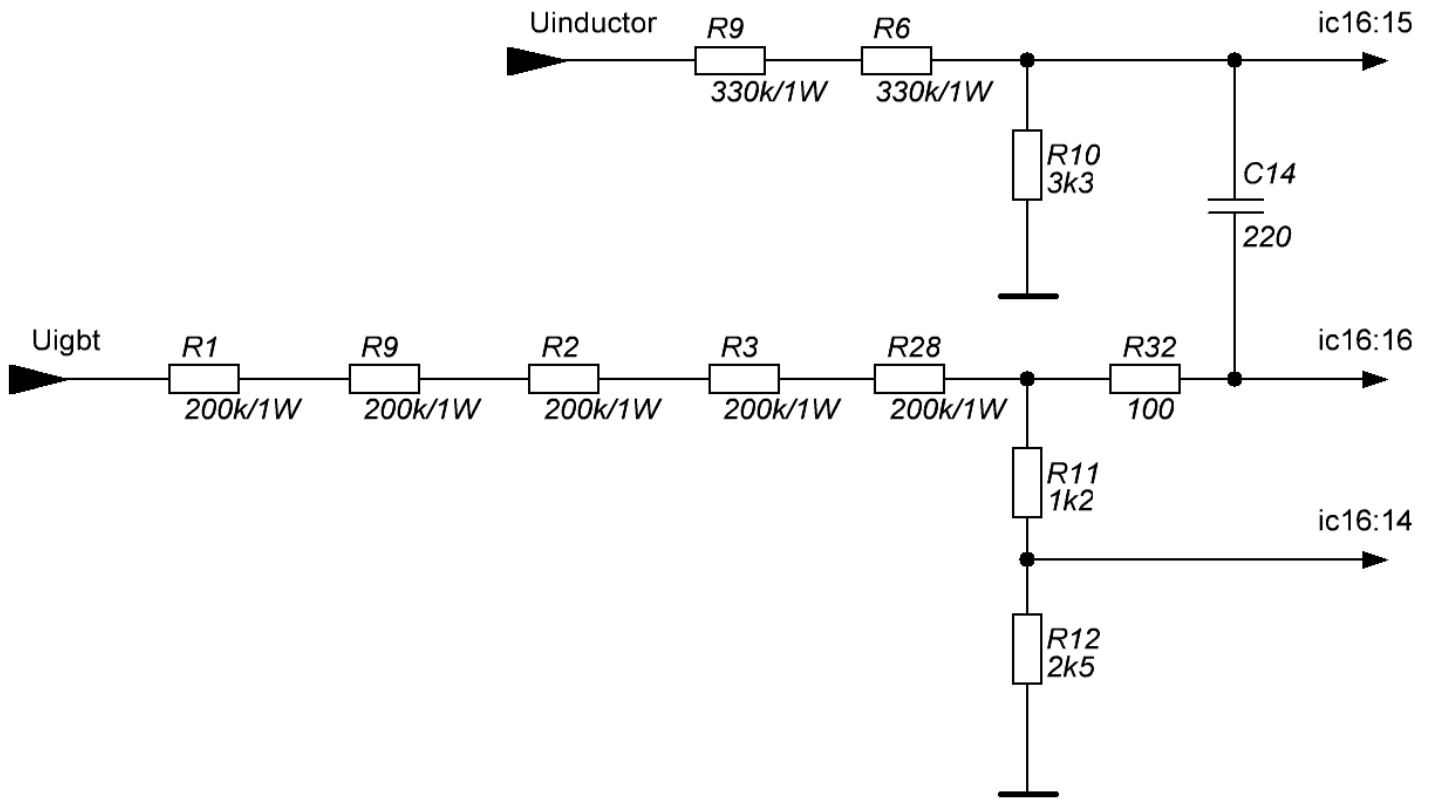 Uinductor
R9
R6
ic16:15
330k/1W
330k/1W
R10
3k3
C14
220
Uigbt
R1
R9
R2
R3
R28
R32
ic16:16
200k/1W
200k/1W
200k/1W
200k/1W
200k/1W
100
R11
1k2
ic16:14
R12
2k5